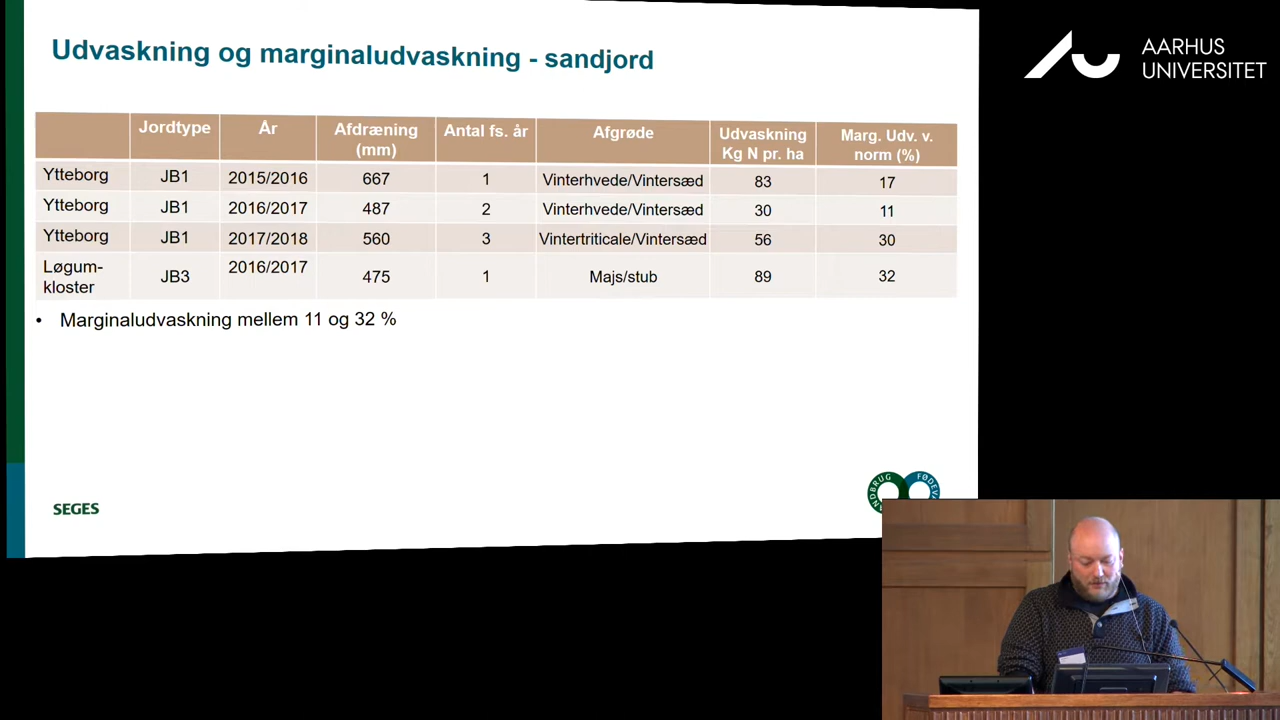 Udvaskning og marginaludvaskning - sandjord
AARHUS
UNIVERSITET
Jordtype År Afdræning (mm) Antal fs. år Afgrøde Udvaskning Kg N pr. ha Marg. Udv. v. norm (%)
Ytteborg JB1 2015/2016 667 1 Vinterhvede/Vintersæd 83 17
Ytteborg JB1 2016/2017 487 2 Vinterhvede/Vintersæd 30 11
Ytteborg JB1 2017/2018 560 3 Vintertriticale/Vintersæd 56 30
Løgum-kloster JB3 2016/2017 475 1 Majs/stub 89 32
• Marginaludvaskning mellem 11 og 32 %
SEGES